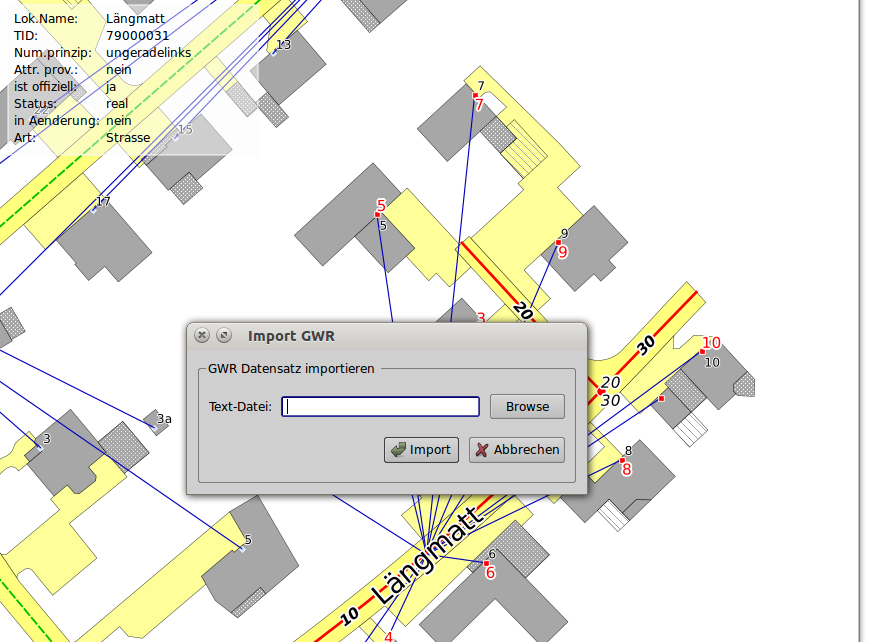 Lok.Name: Längmatt
TID: 79000031
Num.prinzip: ungeradelinks
Attr. prov.: nein
ist offiziell: ja
Status: real
in Aenderung: nein
Art: Strasse
13
15
17
7
7
5
5
9
9
20
3
30
10
10
20
30
Import GWR
GWR Datensatz importieren
Text-Datei:
Browse
Import
Abbrechen
3a
3
8
8
5
Längmatt
6
6
10
4